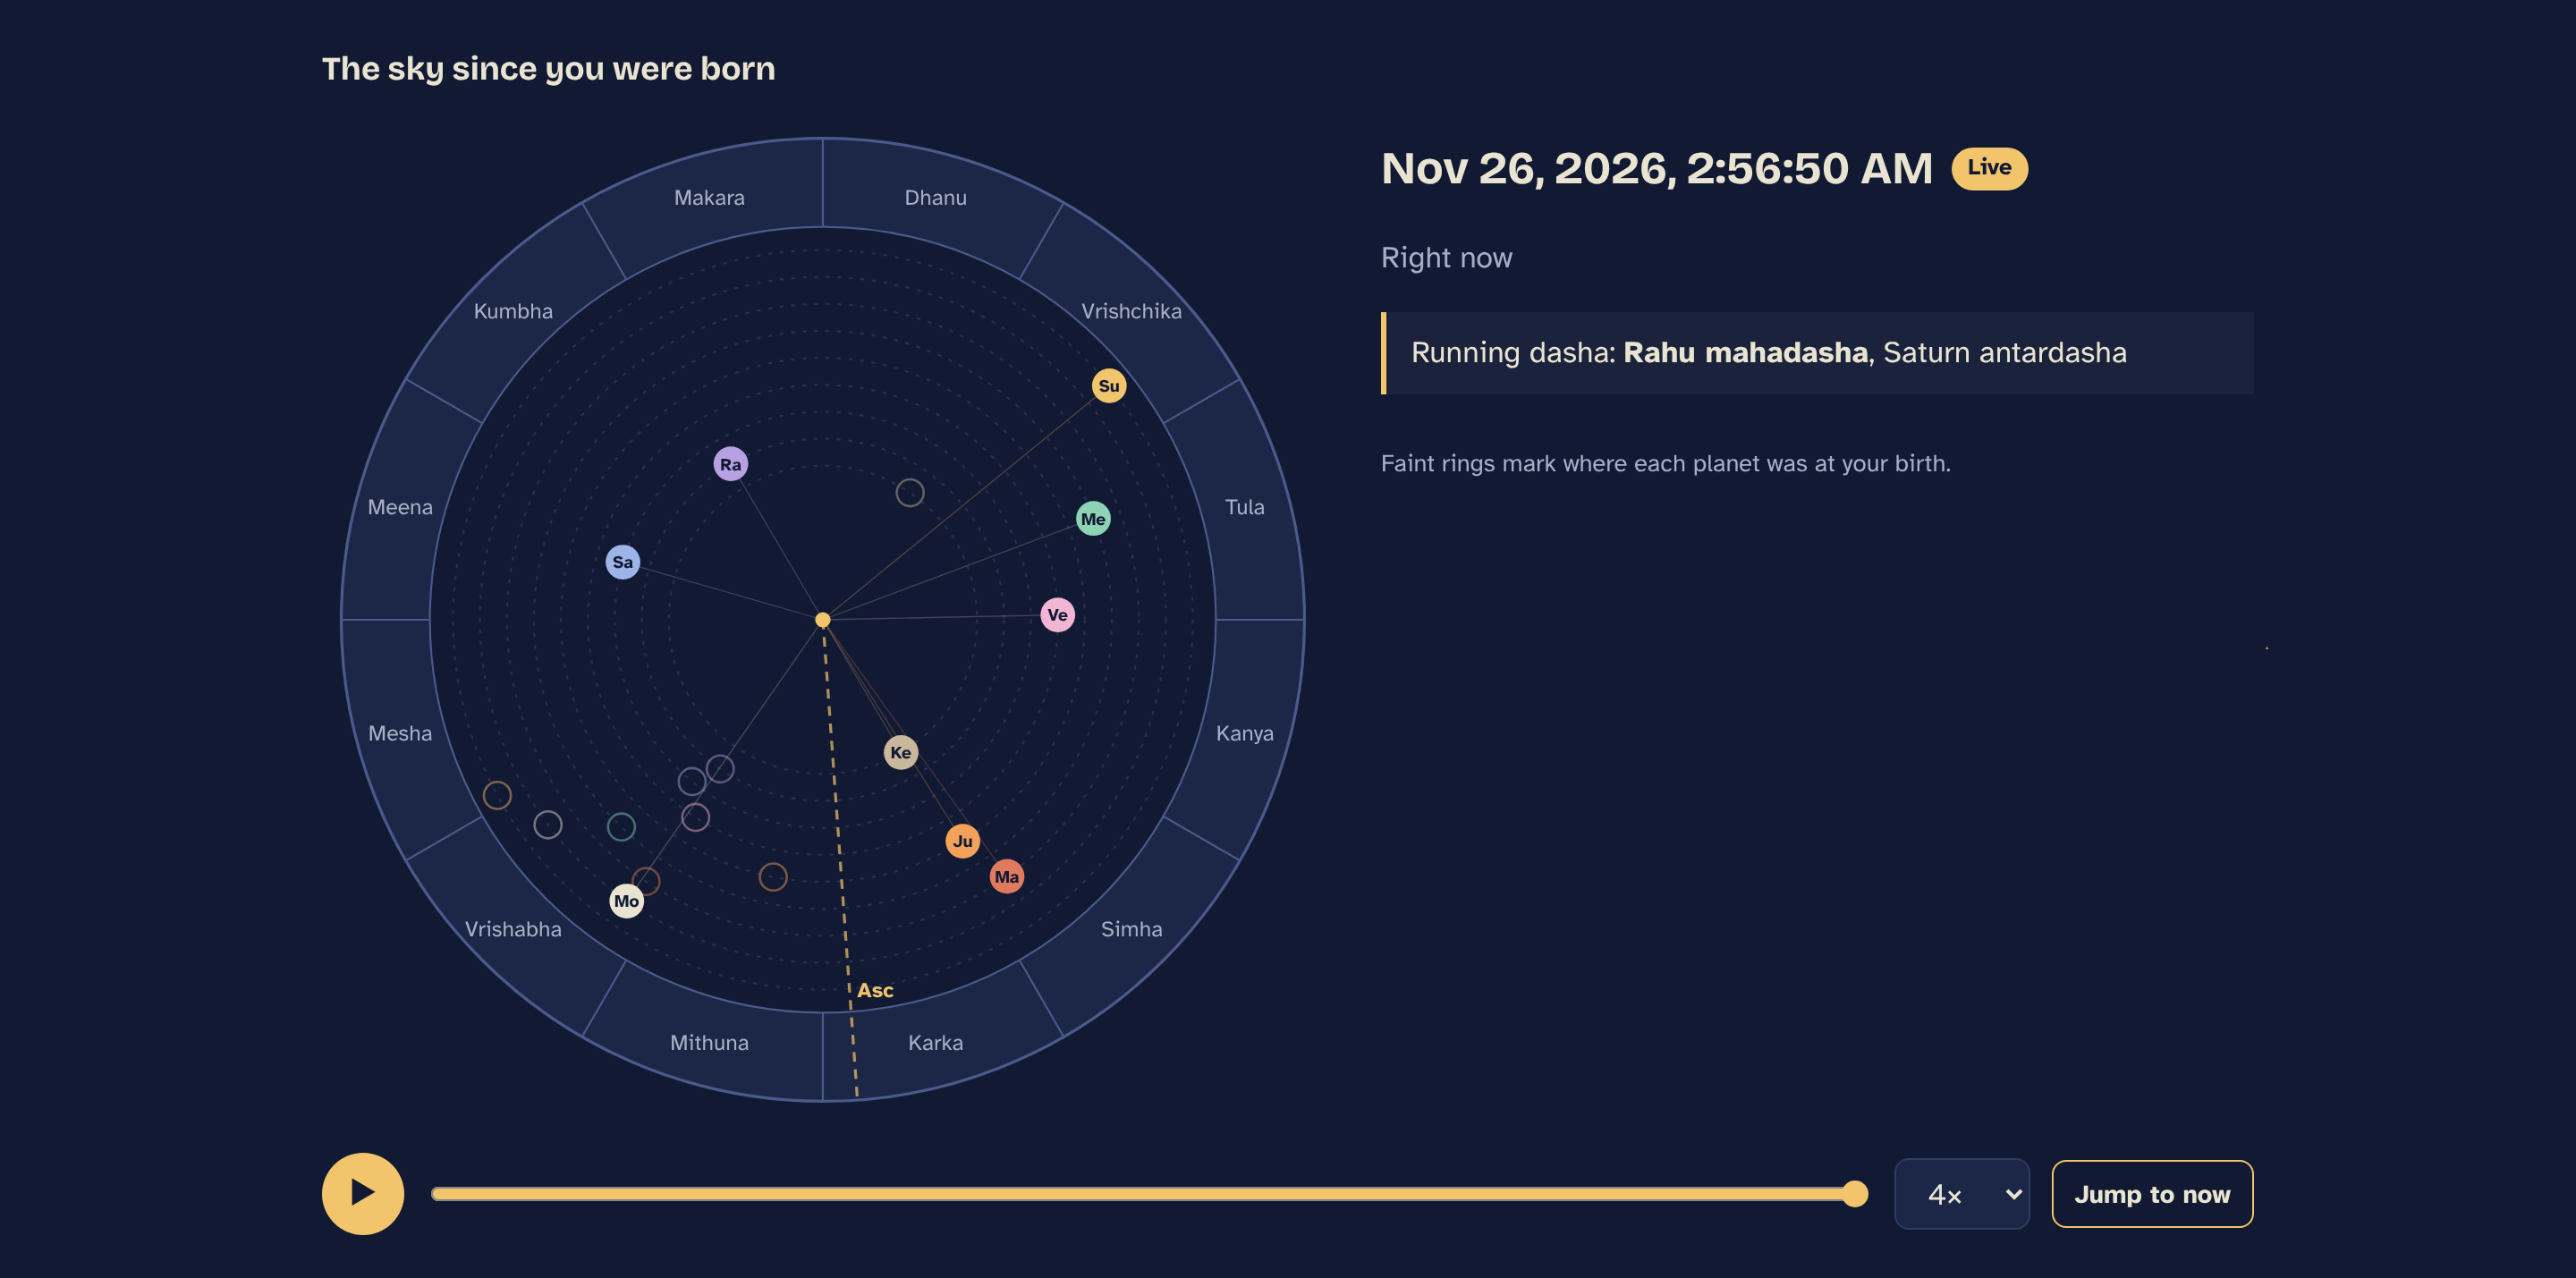 The sky since you were born
Makara
Dhanu
Kumbha
Vrishchika
Meena
Tula
Mesha
Kanya
Vrishabha
Simha
Mithuna
Karka
Su
Ra
Me
Sa
Ve
Ke
Ju
Ma
Mo
Asc
Nov 26, 2026, 2:56:50 AM Live
Right now
Running dasha: Rahu mahadasha, Saturn antardasha
Faint rings mark where each planet was at your birth.
4×
Jump to now